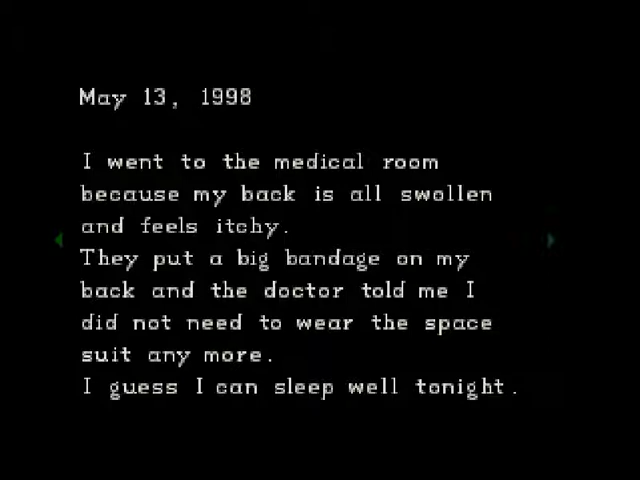 May 13, 1998
I went to the medical room
because my back is all swollen
and feels itchy.
They put a big bandage on my
back and the doctor told me I
did not need to wear the space
suit any more.
I guess I can sleep well tonight.